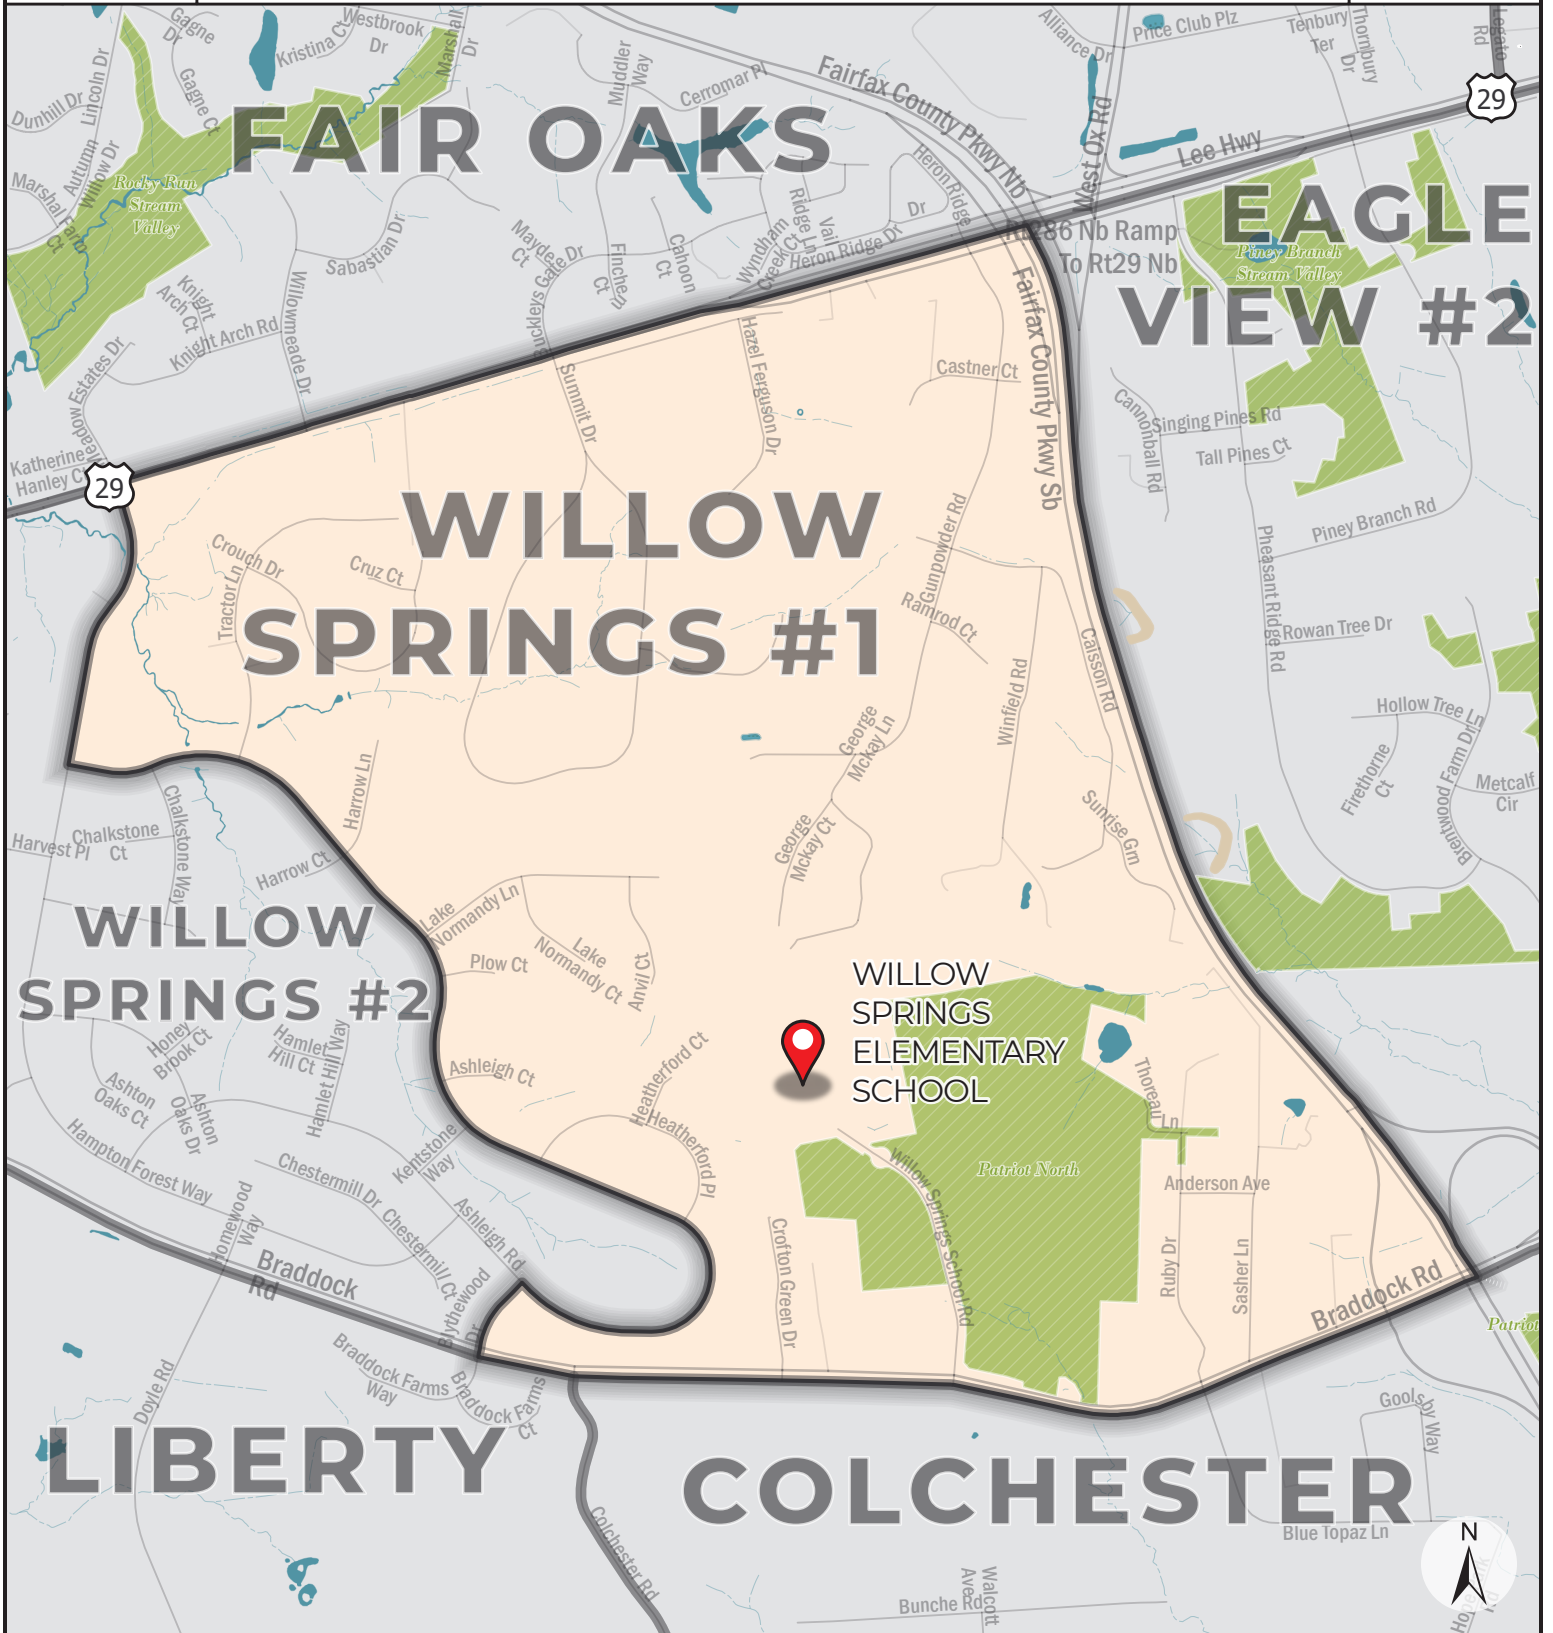 Gagne
Dr
Westbrook
Dr
Kristina Ct
Marshall
Dr
Lincoln Dr
Gagne Ct
Dunhill Dr
Autumn
Willow Dr
Marshal Farm
Ct
Muddler
Way
Cerromar Pl
Fairfax County Pkwy Nb
Alliance Dr
Price Club Plz
Tenbury
Ter
Thornbury
Dr
Legato
Rd
29
West Ox Rd
Lee Hwy
FAIR OAKS
Rocky Run
Stream
Valley
Heron Ridge
Dr
Ridge Ln
Vail
Wyndham
Creek Ct
Heron Ridge Dr
EAGLE
VIEW #2
Piney Branch
Stream Valley
Rt286 Nb Ramp
To Rt29 Nb
Sabastian Dr
Mayde
Ct
Buckleys Gate Dr
Finches
Ct
Cahoon
Ct
Knight
Arch Ct
Knight Arch Rd
Willowmeade Dr
Meadow Estates Dr
Katherine
Hanley Ct
29
Fairfax County Pkwy Sb
Hazel Ferguson Dr
Summit Dr
Castner Ct
Cannonball Rd
Singing Pines Rd
Tall Pines Ct
Piney Branch Rd
Pheasant Ridge Rd
Rowan Tree Dr
WILLOW
SPRINGS #1
Crouch Dr
Tractor Ln
Cruz Ct
Gunpowder Rd
Ramrod Ct
Winfield Rd
Caisson Rd
George
Mckay Ln
George
Mckay Ct
Sunrise Grn
Hollow Tree Ln
Firethorne
Ct
Brentwood Farm Dr
Metcalf
Cir
Harrow Ln
Chalkstone
Ct
Chalkstone Way
Harvest Pl
Harrow Ct
WILLOW
SPRINGS #2
Lake
Normandy Ln
Lake
Normandy Ct
Plow Ct
Anvil Ct
WILLOW
SPRINGS
ELEMENTARY
SCHOOL
Honey
Brook Ct
Hamlet
Hill Ct
Hamlet Hill Way
Ashton
Oaks Ct
Ashton
Oaks Dr
Ashleigh Ct
Heatherford Ct
Heatherford Pl
Thoreau
Ln
Hampton Forest Way
Kentstone
Way
Chestermill Dr
Chestermill Ct
Ashleigh Rd
Homewood
Way
Patriot North
Willow Springs School Rd
Anderson Ave
Ruby Dr
Sasher Ln
Crofton Green Dr
Braddock
Rd
Blythewood
Dr
Braddock Rd
Patriot
Doyle Rd
Braddock Farms
Way
Braddock Farms
Ct
Goolsby Way
LIBERTY
COLCHESTER
Colchester Rd
Blue Topaz Ln
N
Walcott
Ave
Bunche Rd